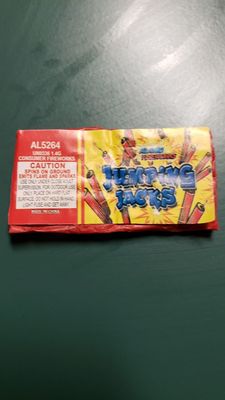 AL5264
UN0336 1.4G
CONSUMER FIREWORKS
CAUTION
SPINS ON GROUND
EMITS FLAME AND SPARKS
USE ONLY UNDER CLOSE ADULT
SUPERVISION. FOR OUTDOOR USE
ONLY. PLACE ON HARD FLAT
SURFACE. DO NOT HOLD IN HAND.
LIGHT FUSE AND GET AWAY.
MADE IN CHINA
JUMPING
JACKS